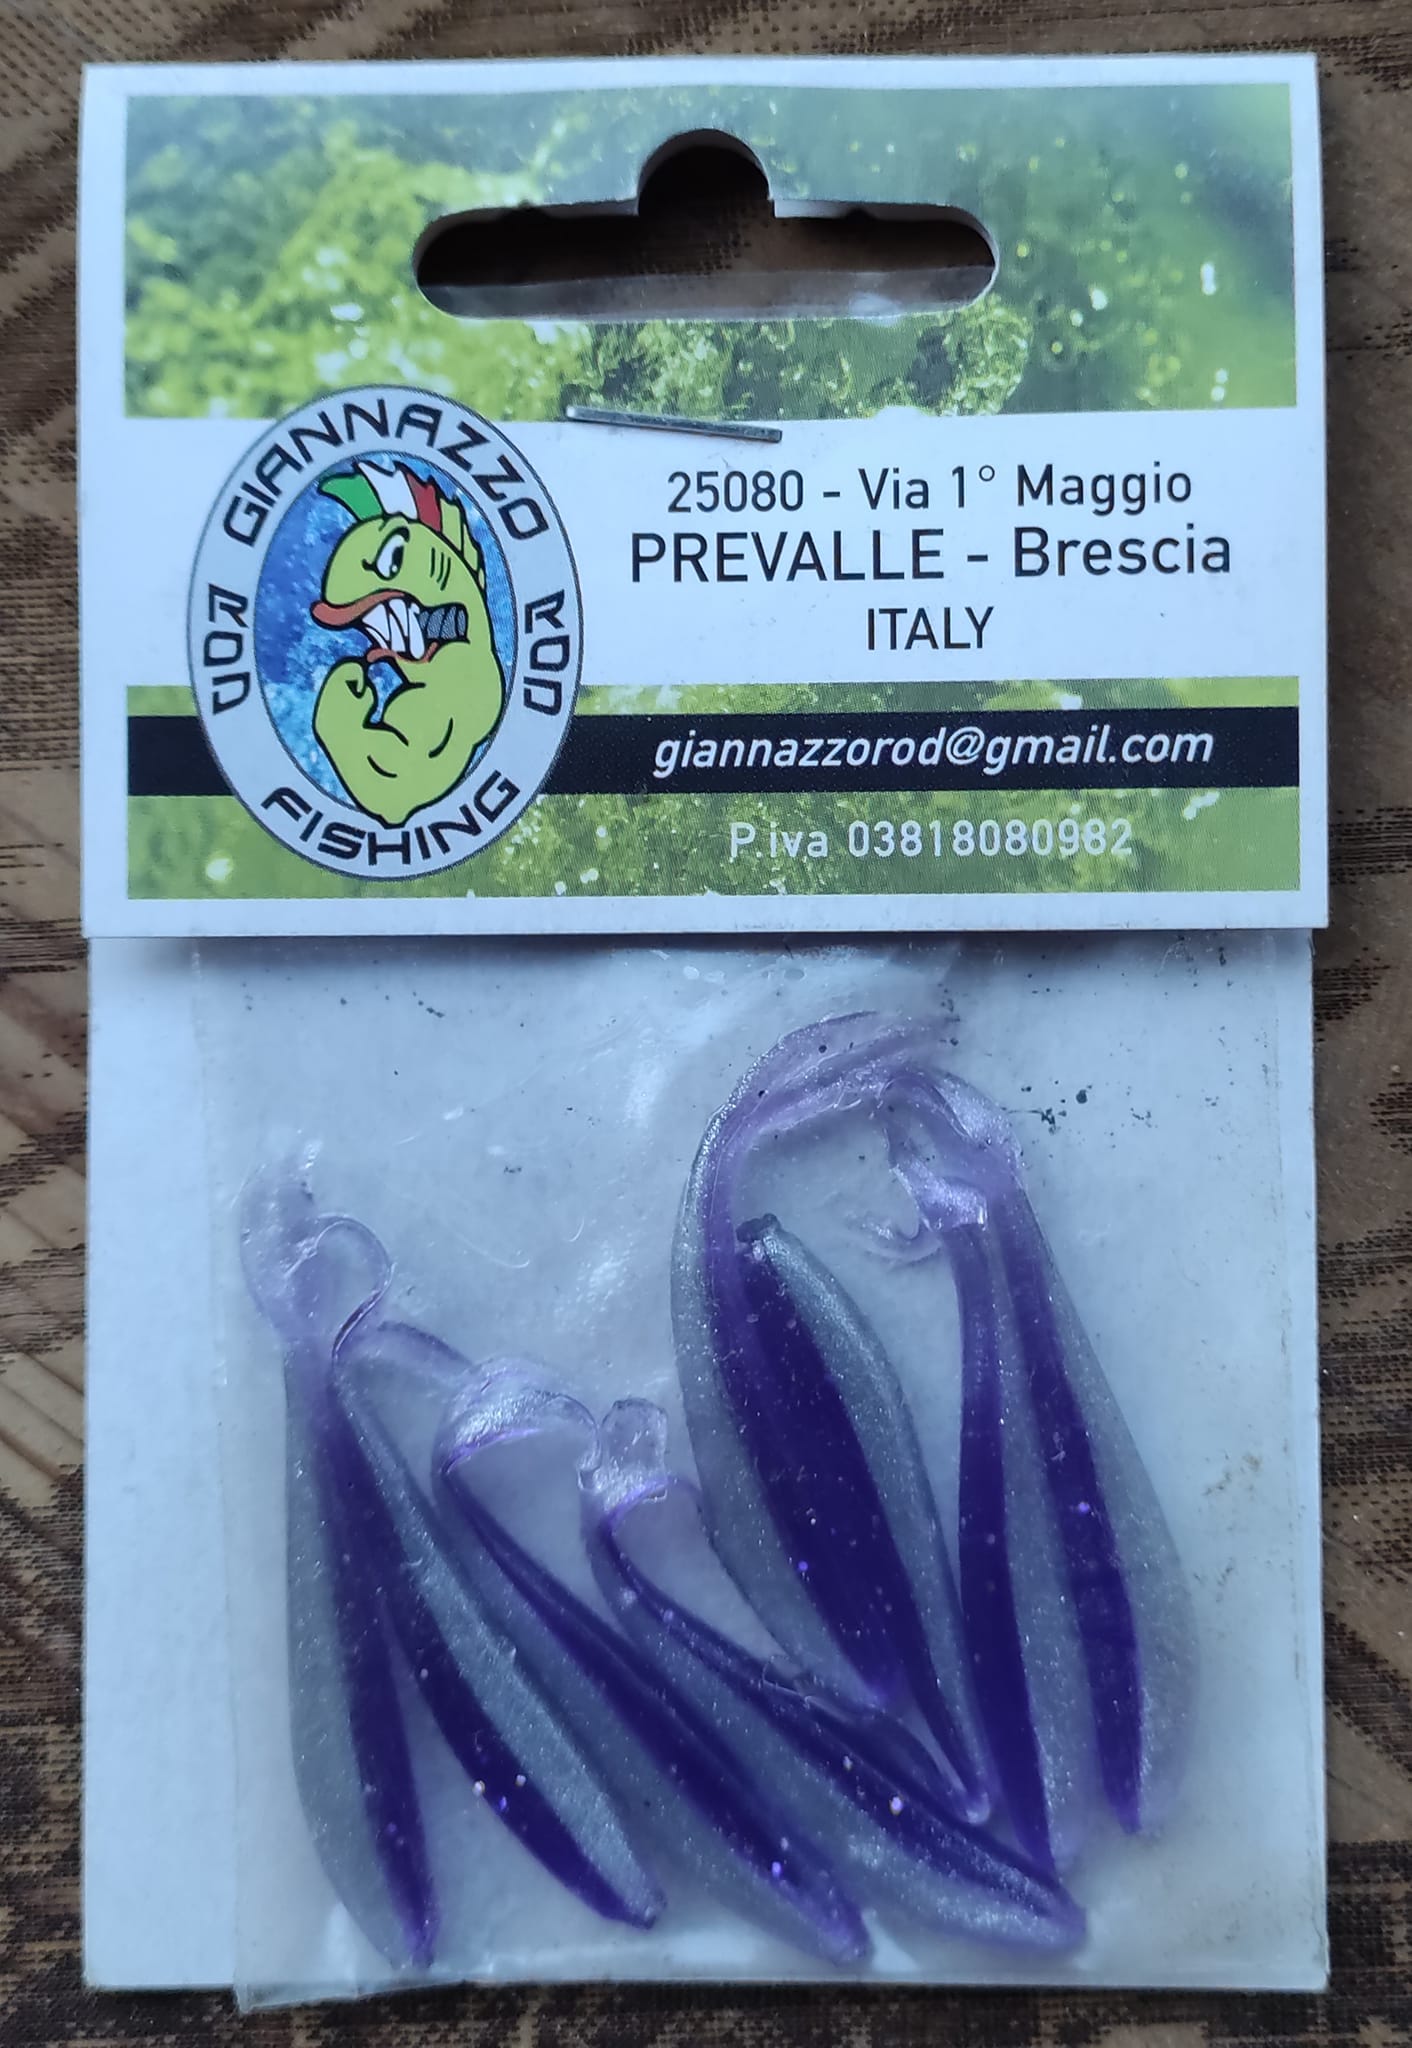 GIANNAZZO
ROD ROD
FISHING
25080 - Via 1° Maggio
PREVALLE - Brescia
ITALY
giannazzorod@gmail.com
P.iva 03818080982